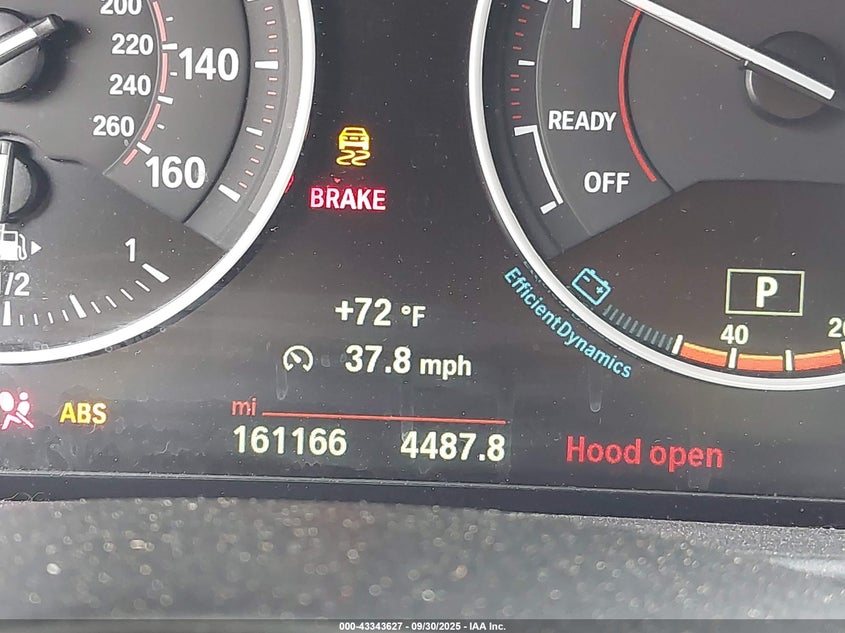 200
220
240
260
140
160
1/2
1
BRAKE
1
READY
OFF
+72 °F
37.8 mph
EfficientDynamics
P
40
ABS
mi
161166 4487.8
Hood open
000-43343627 - 09/30/2025 - IAA Inc.